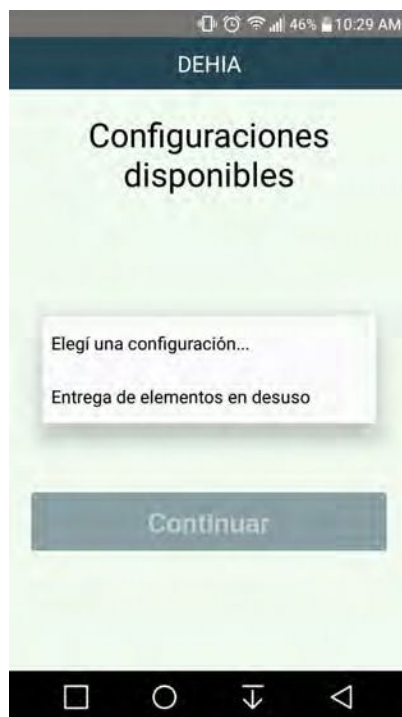 46% 10:29 AM
DEHIA
Configuraciones
disponibles
Elegí una configuración...
Entrega de elementos en desuso
Continuar